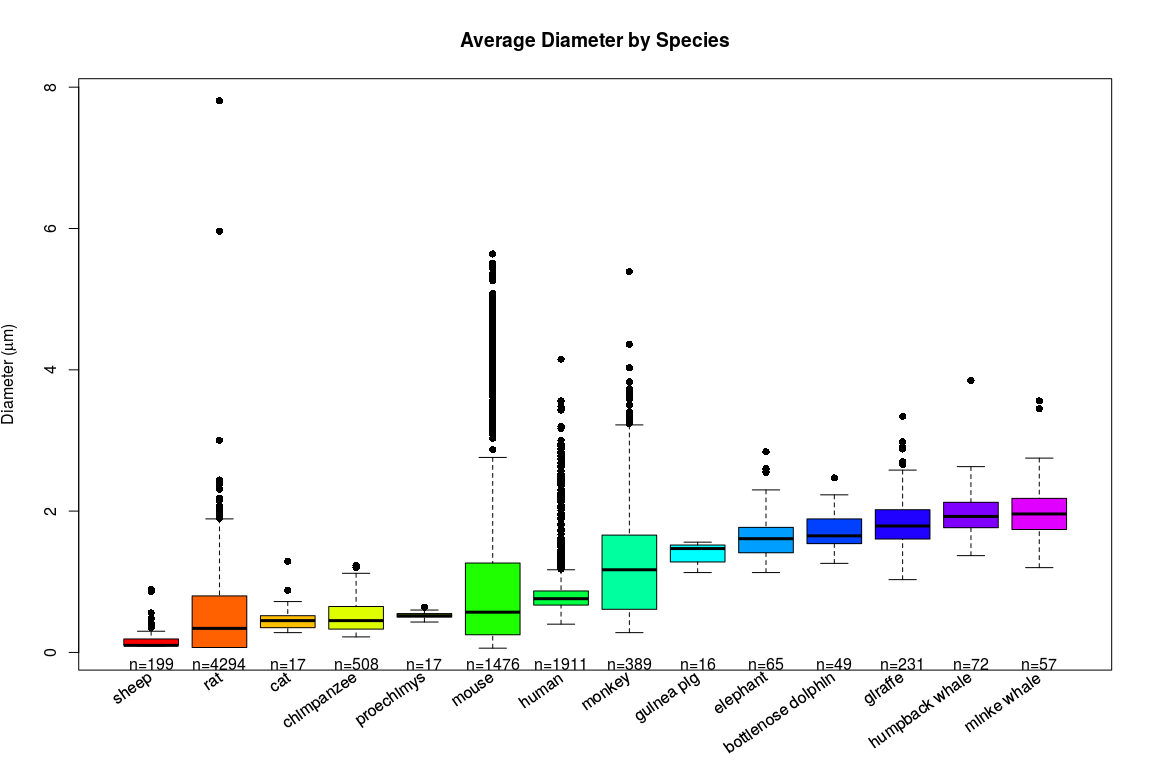 Average Diameter by Species
Diameter (µm)
8
6
4
2
0
n=199 n=4294 n=17 n=508 n=17 n=1476 n=1911 n=389 n=16 n=65 n=49 n=231 n=72 n=57
sheep rat cat chimpanzee proechimys mouse human monkey guinea pig elephant bottlenose dolphin giraffe humpback whale minke whale